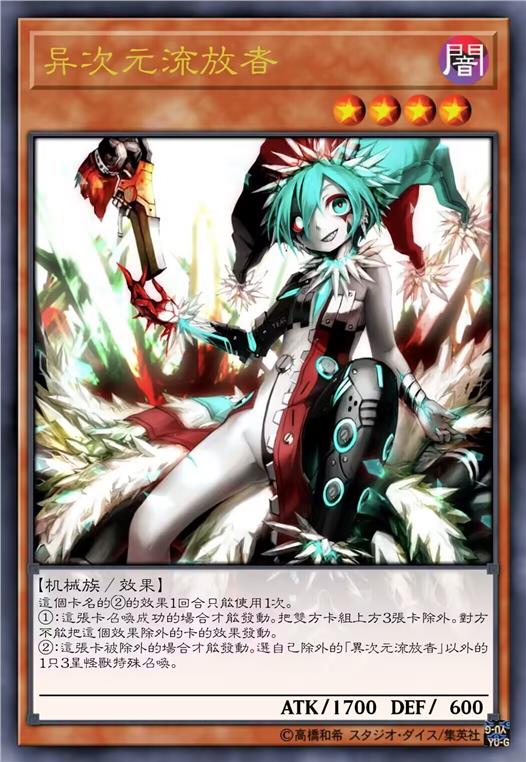 异次元流放者
闇
【机械族／效果】
這個卡名的②的效果1回合只能使用1次。
①：這張卡召喚成功的場合才能發動。把雙方卡組上方3張卡除外。對方
不能把這個效果除外的卡的效果發動。
②：這張卡被除外的場合才能發動。選自己除外的「異次元流放者」以外的
1只3星怪獸特殊召喚。
ATK/1700 DEF/ 600
©高橋和希 スタジオ・ダイス/集英社
YU-G
YU-G